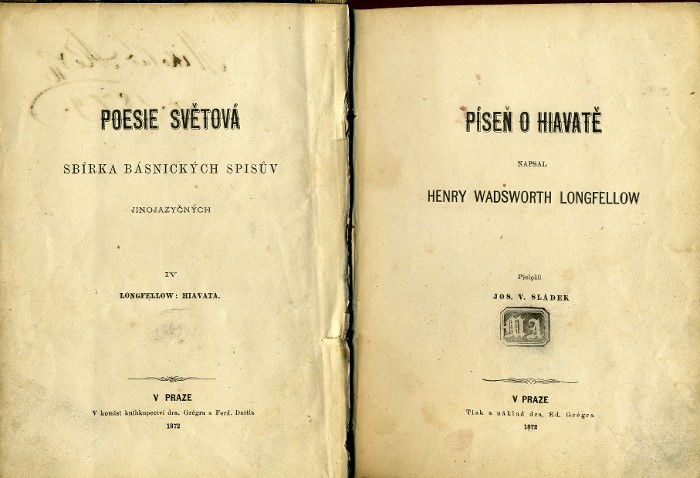 POESIE SVĚTOVÁ
SBÍRKA BÁSNICKÝCH SPISŮV
JINOJAZYČNÝCH
IV
LONGFELLOW: HIAVATA.
V PRAZE
V komisí knihkupectví dra. Grégra a Ferd. Dattla
1872
PÍSEŇ O HIAVATĚ
NAPSAL
HENRY WADSWORTH LONGFELLOW
Přeložil
JOS. V. SLÁDEK
MA
V PRAZE
Tisk a náklad dra. Ed. Grégra
1872